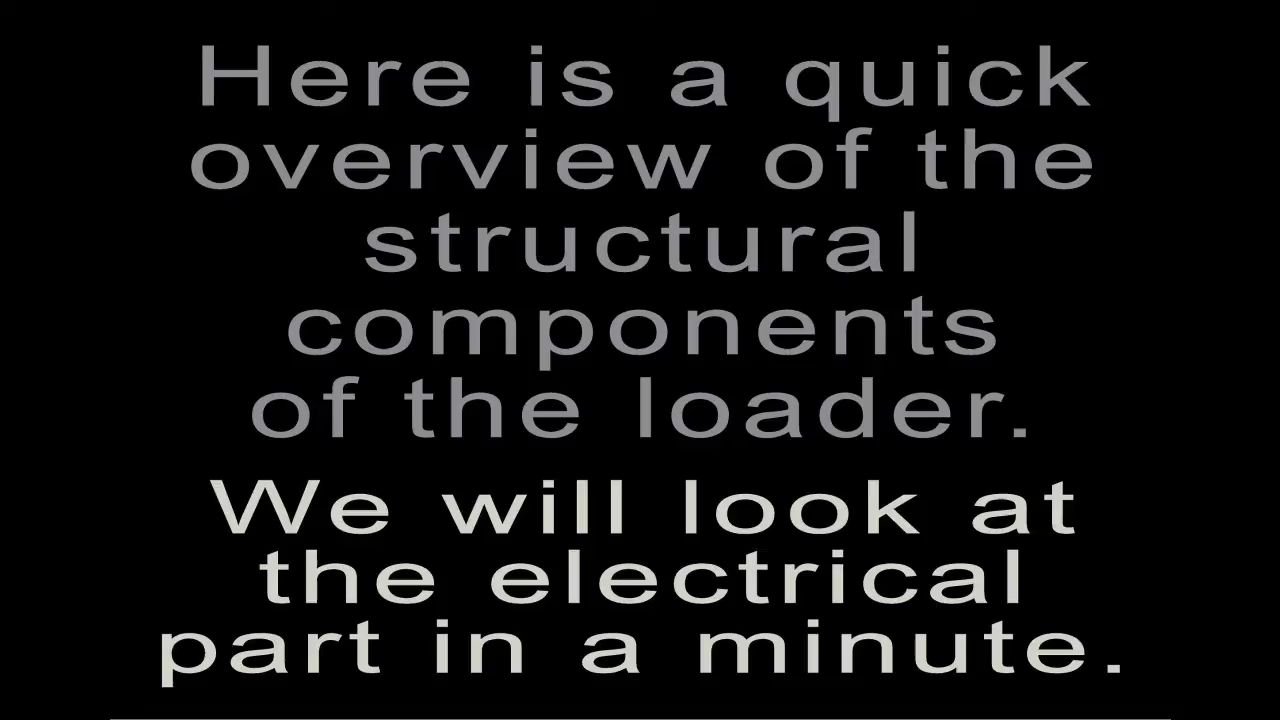 Here is a quick
overview of the
structural
components
of the loader.
We will look at
the electrical
part in a minute.